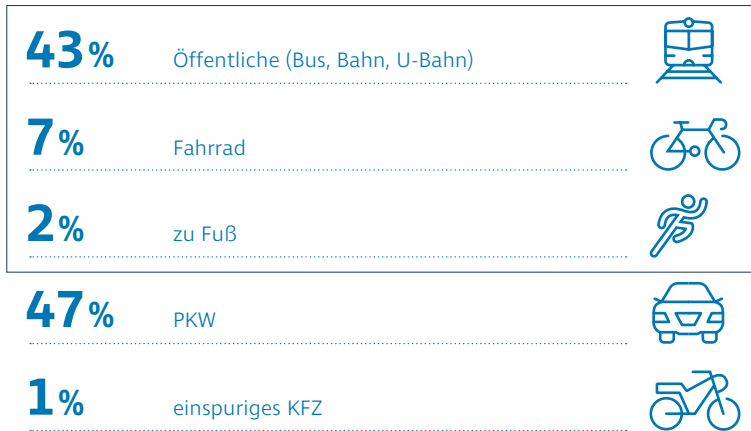 43% Öffentliche (Bus, Bahn, U-Bahn)
7% Fahrrad
2% zu Fuß
47% PKW
1% einspuriges KFZ